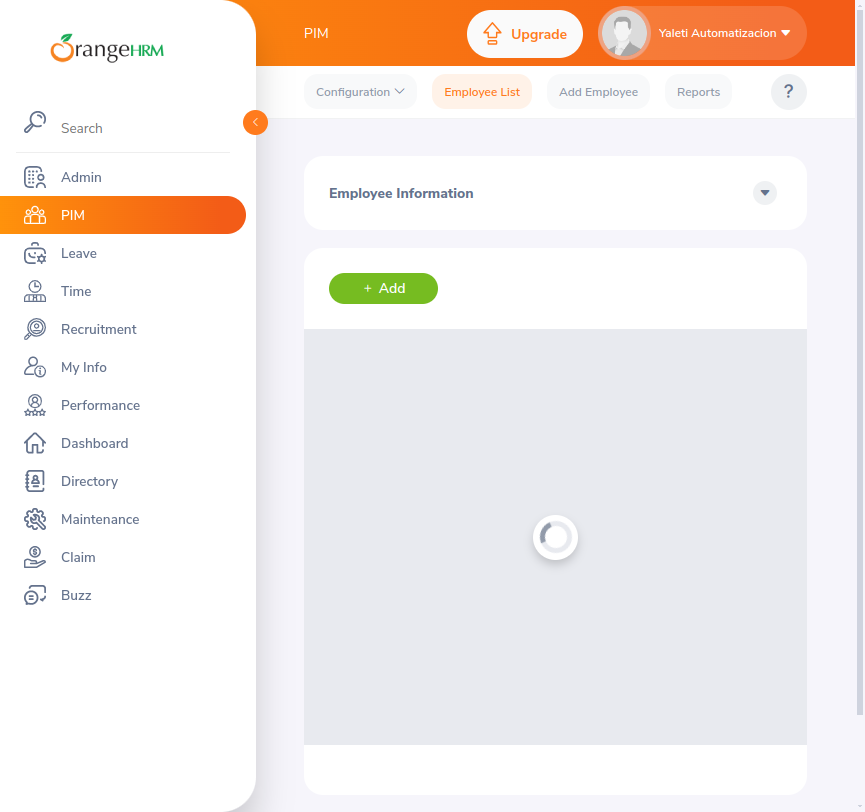 OrangeHRM
Search
Admin
PIM
Leave
Time
Recruitment
My Info
Performance
Dashboard
Directory
Maintenance
Claim
Buzz
PIM
Upgrade
Yaleti Automatizacion
Configuration
Employee List
Add Employee
Reports
?
Employee Information
+ Add